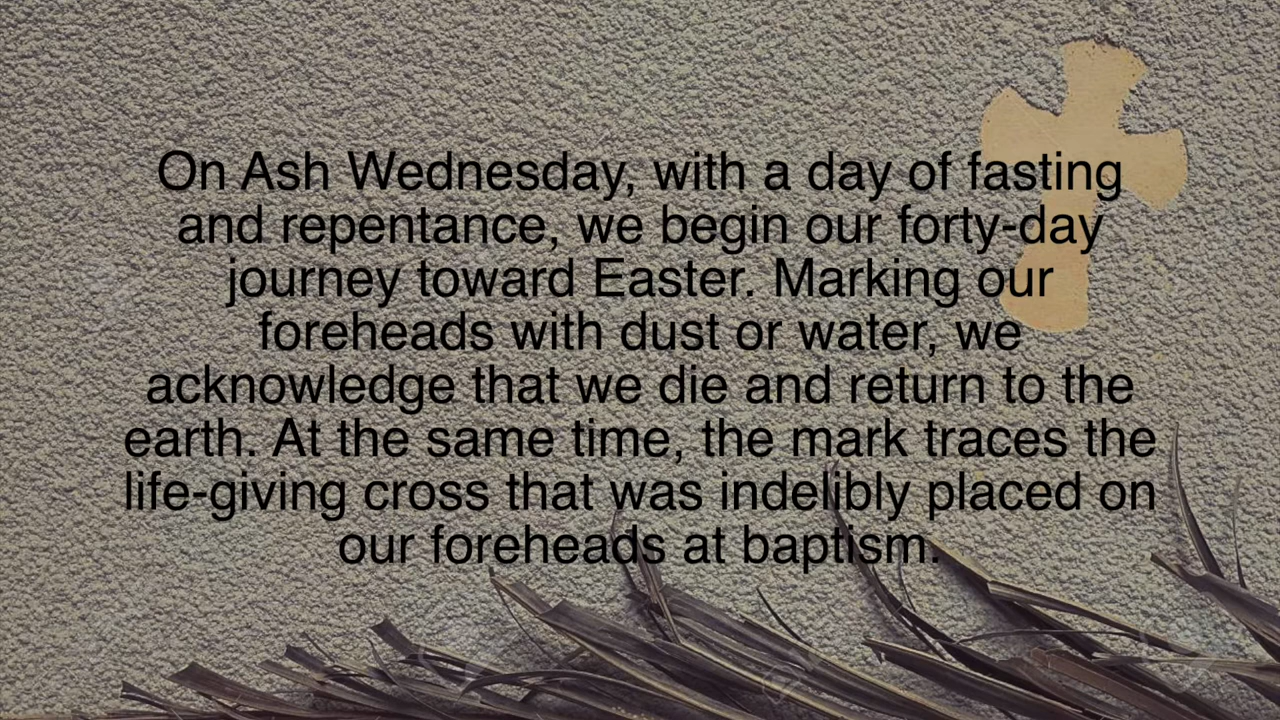 On Ash Wednesday, with a day of fasting
and repentance, we begin our forty-day
journey toward Easter. Marking our
foreheads with dust or water, we
acknowledge that we die and return to the
earth. At the same time, the mark traces the
life-giving cross that was indelibly placed on
our foreheads at baptism.